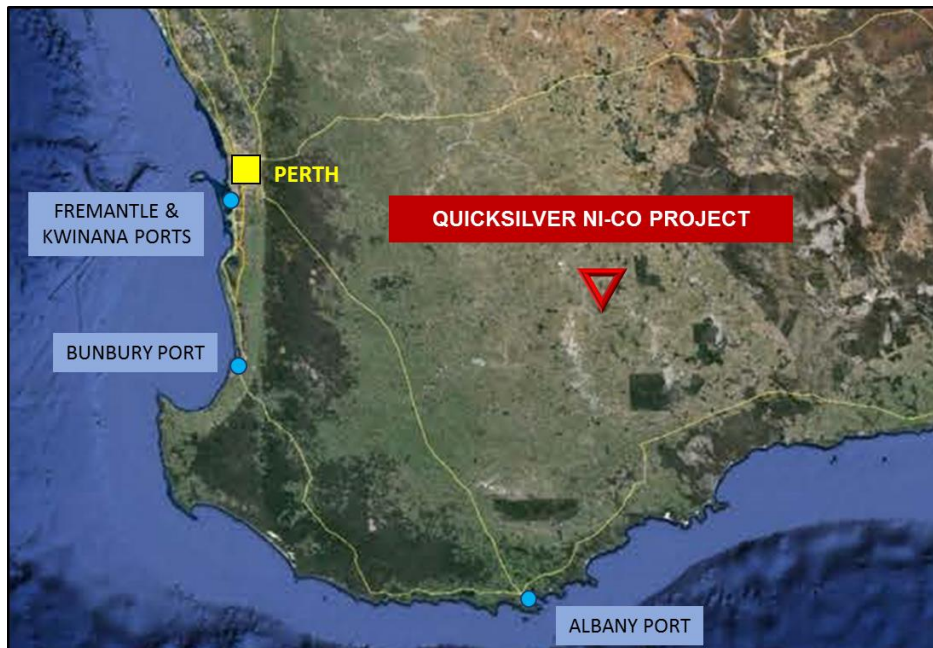 PERTH
FREMANTLE &
KWINANA PORTS
QUICKSILVER NI-CO PROJECT
BUNBURY PORT
ALBANY PORT